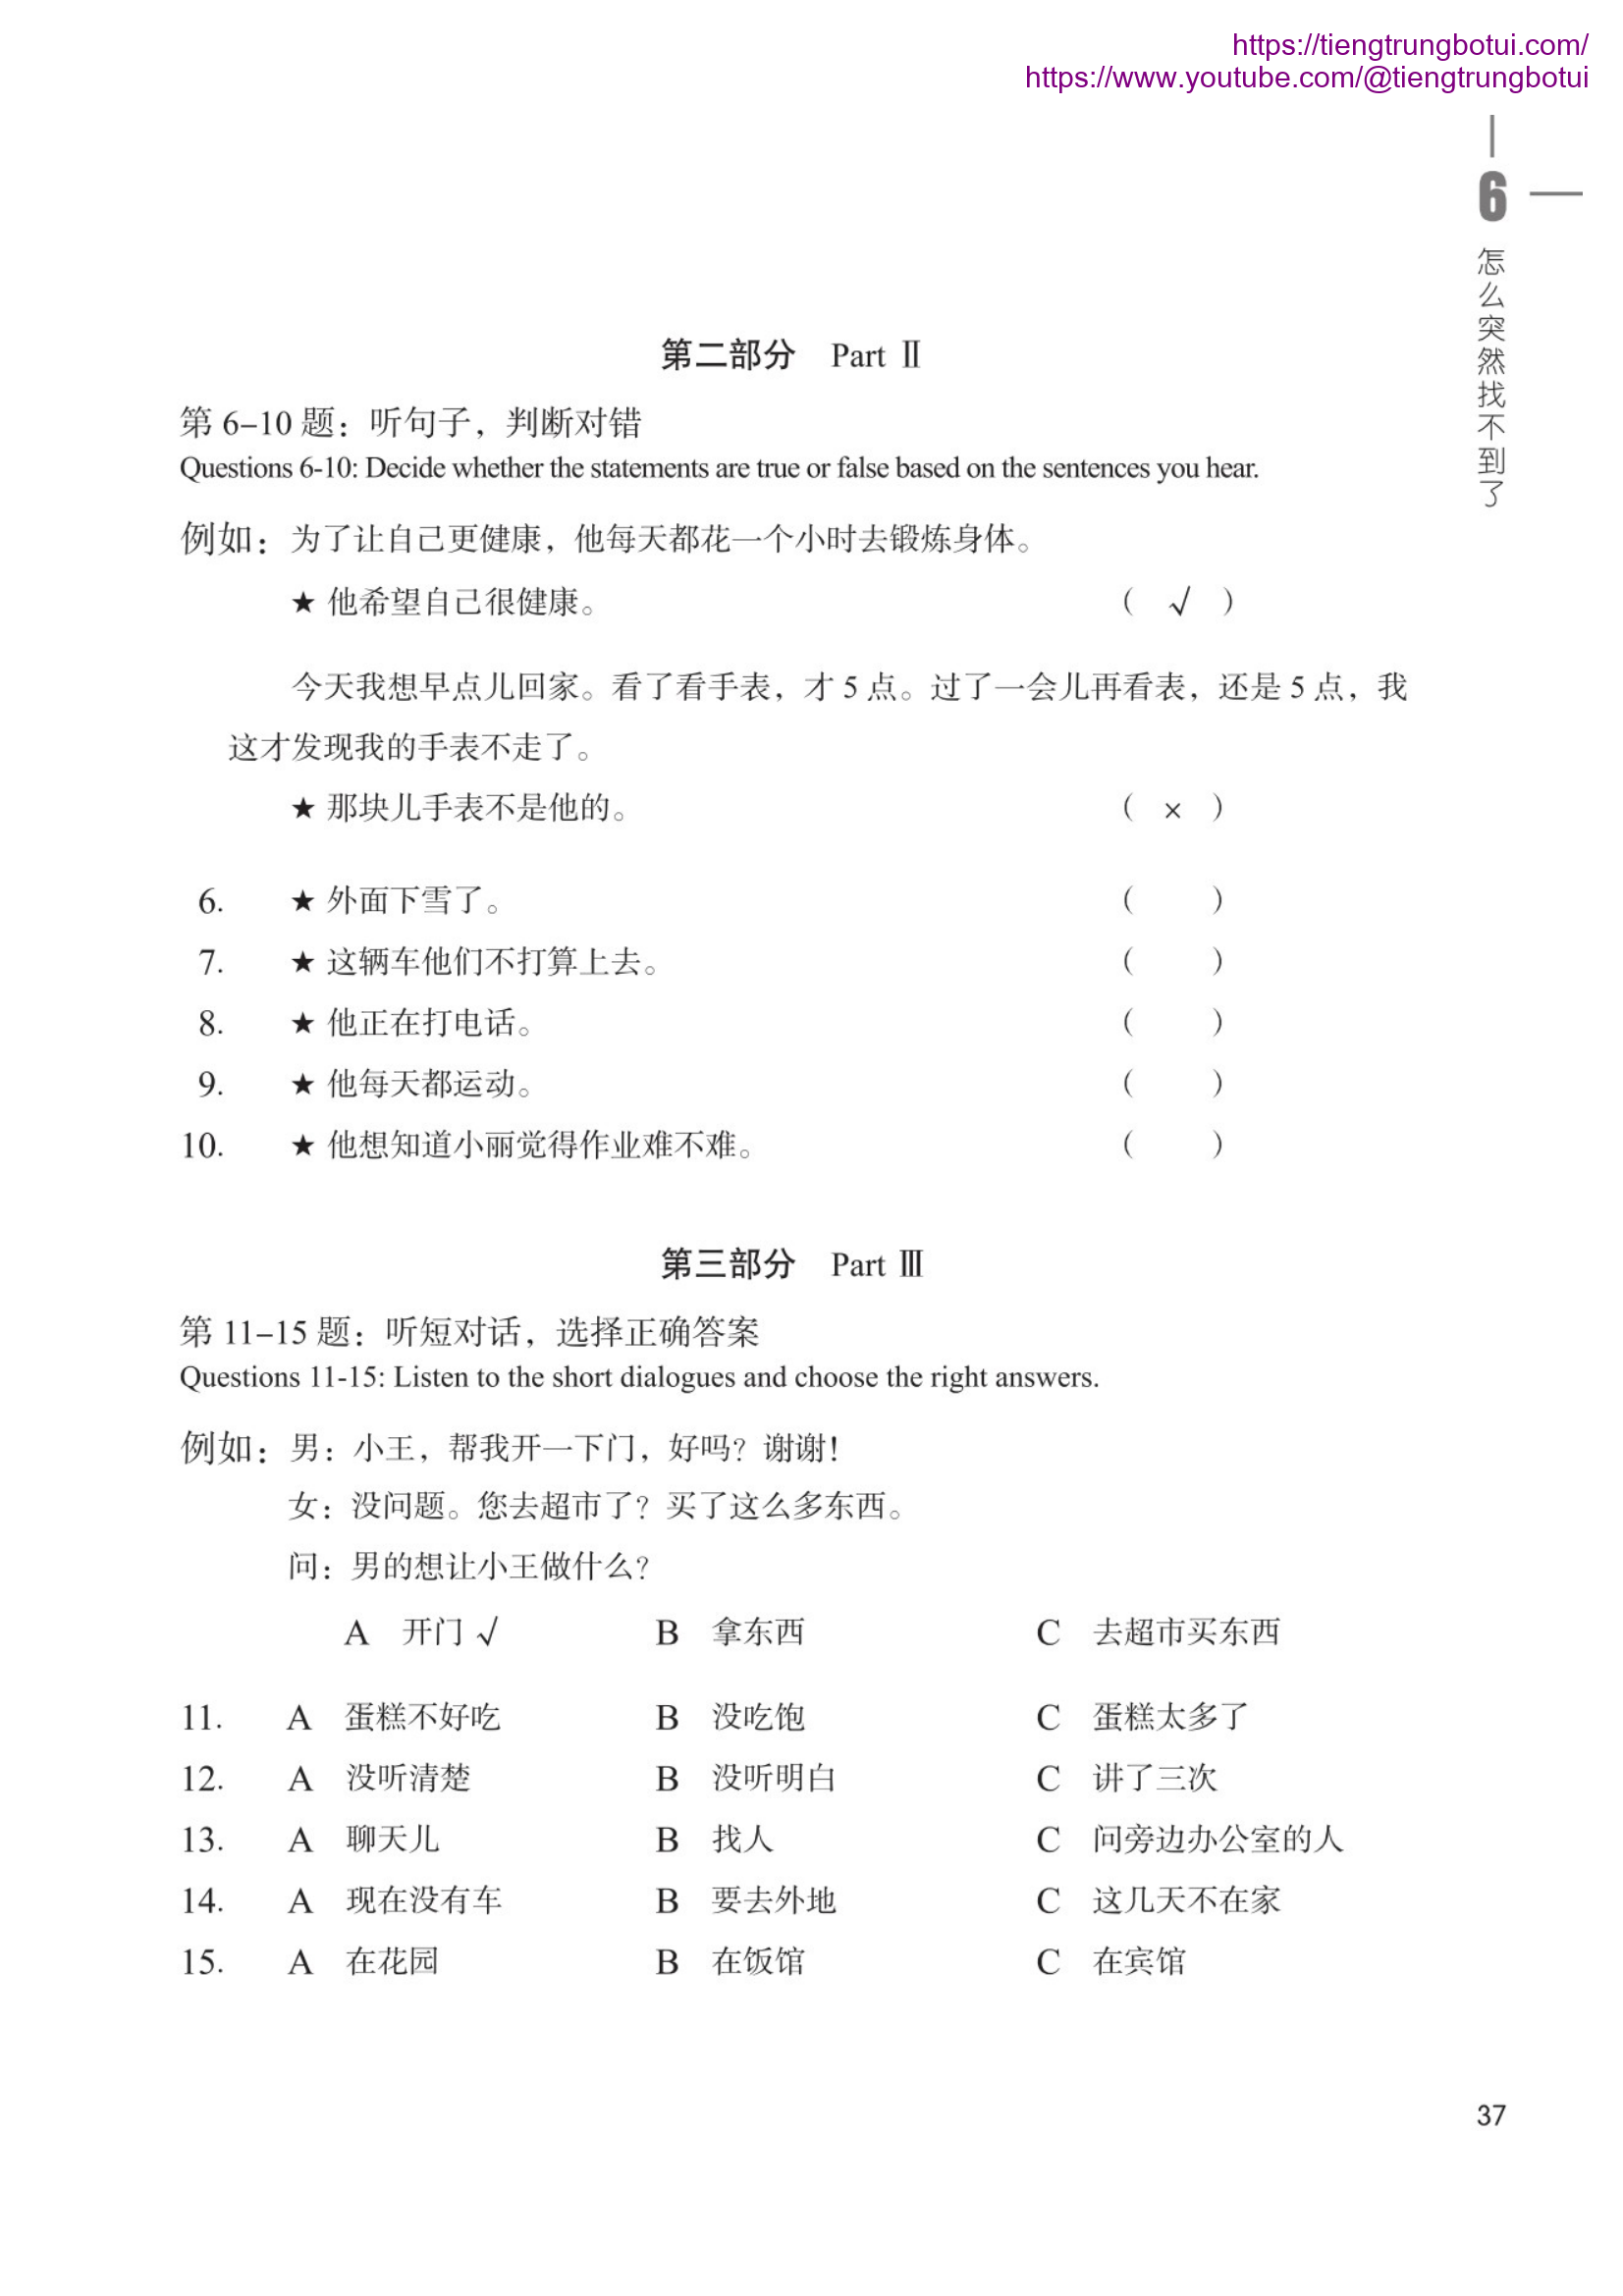 https://tiengtrungbotui.com/
https://www.youtube.com/@tiengtrungbotui
6
怎么突然找不到了
第二部分 Part Ⅱ
第 6–10 题：听句子，判断对错
Questions 6-10: Decide whether the statements are true or false based on the sentences you hear.
例如：为了让自己更健康，他每天都花一个小时去锻炼身体。
★ 他希望自己很健康。 （ √ ）
今天我想早点儿回家。看了看手表，才 5 点。过了一会儿再看表，还是 5 点，我
这才发现我的手表不走了。
★ 那块儿手表不是他的。 （ × ）
6. ★ 外面下雪了。 （ ）
7. ★ 这辆车他们不打算上去。 （ ）
8. ★ 他正在打电话。 （ ）
9. ★ 他每天都运动。 （ ）
10. ★ 他想知道小丽觉得作业难不难。 （ ）
第三部分 Part Ⅲ
第 11–15 题：听短对话，选择正确答案
Questions 11-15: Listen to the short dialogues and choose the right answers.
例如：男：小王，帮我开一下门，好吗？谢谢！
女：没问题。您去超市了？买了这么多东西。
问：男的想让小王做什么？
A 开门 √ B 拿东西 C 去超市买东西
11. A 蛋糕不好吃 B 没吃饱 C 蛋糕太多了
12. A 没听清楚 B 没听明白 C 讲了三次
13. A 聊天儿 B 找人 C 问旁边办公室的人
14. A 现在没有车 B 要去外地 C 这几天不在家
15. A 在花园 B 在饭馆 C 在宾馆
37